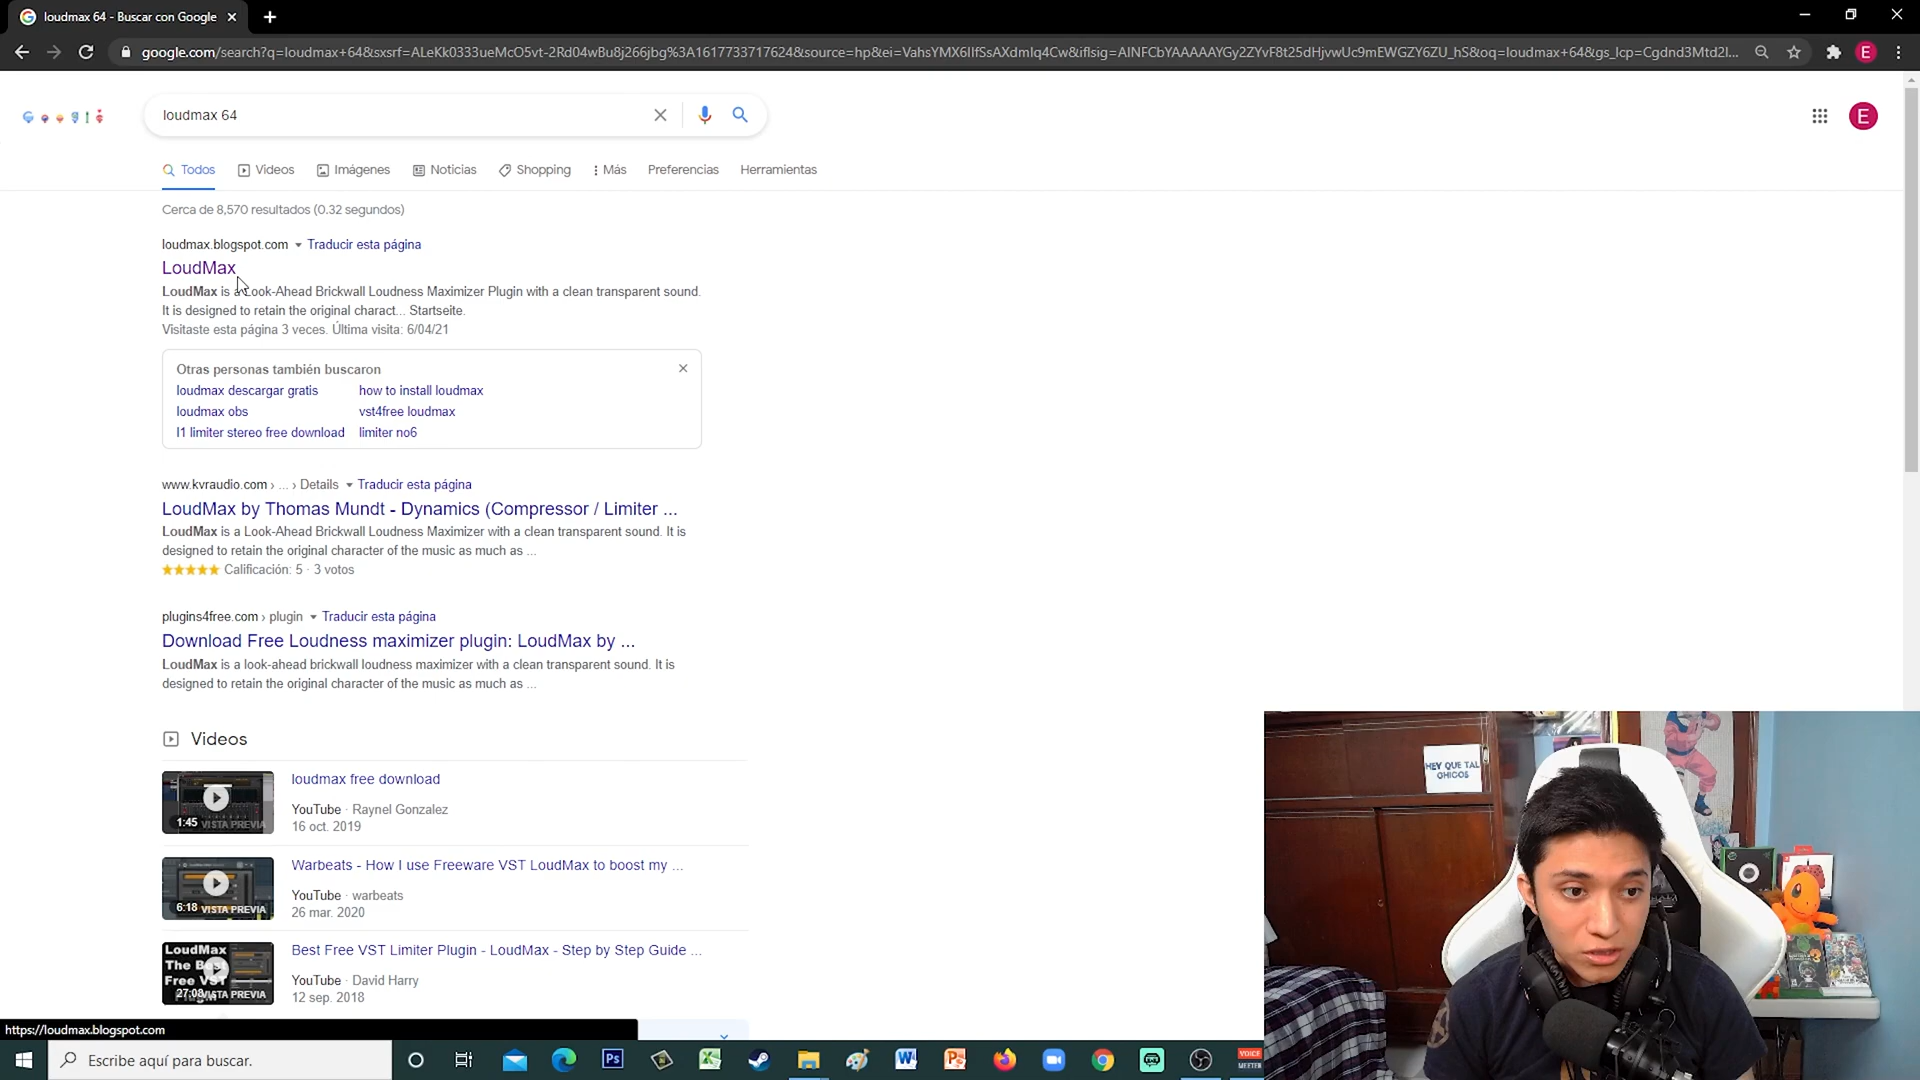 loudmax 64 - Buscar con Google
google.com/search?q=loudmax+64&sxsrf=ALeKk0333ueMcO5vt-2Rd04wBu8j266jbg%3A1617733717624&source=hp&ei=VahsYMX6IIfSsAXdmIq4Cw&iflsig=AINFCbYAAAAAYGy2ZYvF8t25dHjvwUc9mEWGZY6ZU_hS&oq=loudmax+64&gs_lcp=Cgdnd3Mtd2l...
E
Google
loudmax 64
E
Todos Videos Imágenes Noticias Shopping Más Preferencias Herramientas
Cerca de 8,570 resultados (0.32 segundos)
loudmax.blogspot.com Traducir esta página
LoudMax
LoudMax is a Look-Ahead Brickwall Loudness Maximizer Plugin with a clean transparent sound.
It is designed to retain the original charact... Startseite.
Visitaste esta página 3 veces. Última visita: 6/04/21
Otras personas también buscaron
loudmax descargar gratis how to install loudmax
loudmax obs vst4free loudmax
l1 limiter stereo free download limiter no6
www.kvraudio.com › ... › Details Traducir esta página
LoudMax by Thomas Mundt - Dynamics (Compressor / Limiter ...
LoudMax is a Look-Ahead Brickwall Loudness Maximizer with a clean transparent sound. It is
designed to retain the original character of the music as much as ...
Calificación: 5 · 3 votos
plugins4free.com › plugin Traducir esta página
Download Free Loudness maximizer plugin: LoudMax by ...
LoudMax is a look-ahead brickwall loudness maximizer with a clean transparent sound. It is
designed to retain the original character of the music as much as ...
Videos
1:45 VISTA PREVIA
loudmax free download
YouTube · Raynel Gonzalez
16 oct. 2019
6:18 VISTA PREVIA
Warbeats - How I use Freeware VST LoudMax to boost my ...
YouTube · warbeats
26 mar. 2020
LoudMax
The Best
Free VST
27:08 VISTA PREVIA
Best Free VST Limiter Plugin - LoudMax - Step by Step Guide ...
YouTube · David Harry
12 sep. 2018
HEY QUE TAL
CHICOS
https://loudmax.blogspot.com
Escribe aquí para buscar.
Ps
VOICE
MEETER